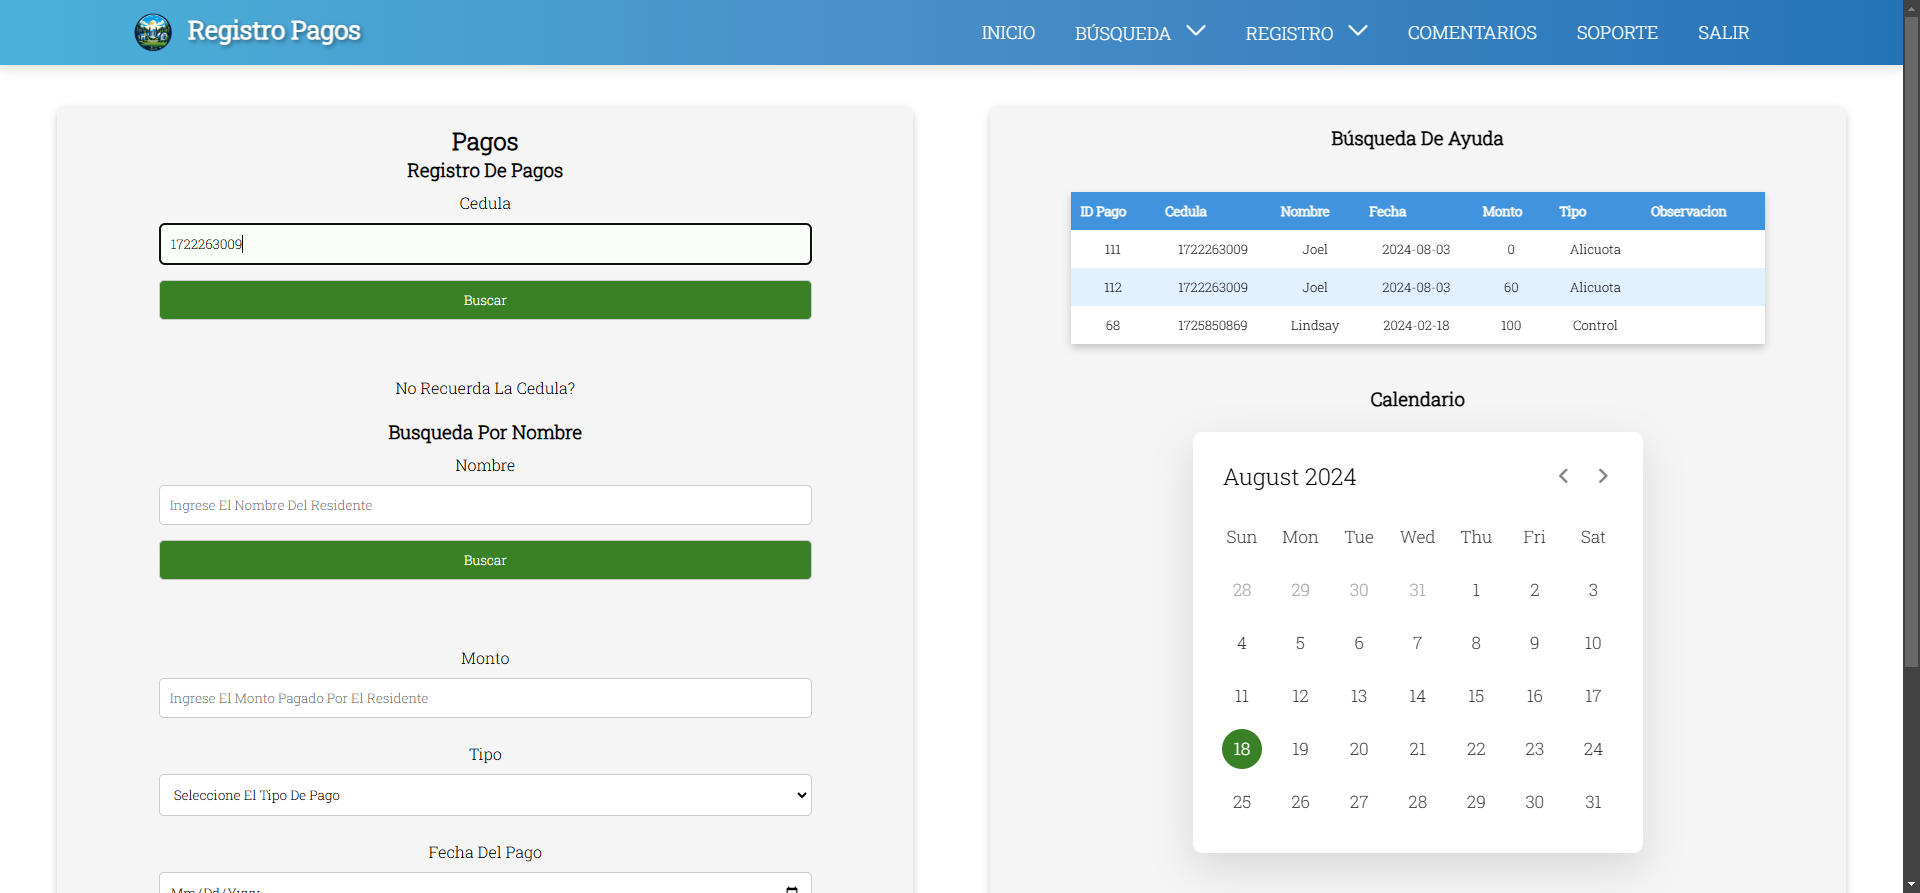 Registro Pagos
INICIO BÚSQUEDA REGISTRO COMENTARIOS SOPORTE SALIR
Pagos
Registro De Pagos
Cedula
1722263009
Buscar
No Recuerda La Cedula?
Busqueda Por Nombre
Nombre
Ingrese El Nombre Del Residente
Buscar
Monto
Ingrese El Monto Pagado Por El Residente
Tipo
Seleccione El Tipo De Pago
Fecha Del Pago
Mm/Dd/Yyyy
Búsqueda De Ayuda
ID Pago Cedula Nombre Fecha Monto Tipo Observacion
111 1722263009 Joel 2024-08-03 0 Alicuota
112 1722263009 Joel 2024-08-03 60 Alicuota
68 1725850869 Lindsay 2024-02-18 100 Control
Calendario
August 2024
Sun Mon Tue Wed Thu Fri Sat
28 29 30 31 1 2 3
4 5 6 7 8 9 10
11 12 13 14 15 16 17
18 19 20 21 22 23 24
25 26 27 28 29 30 31